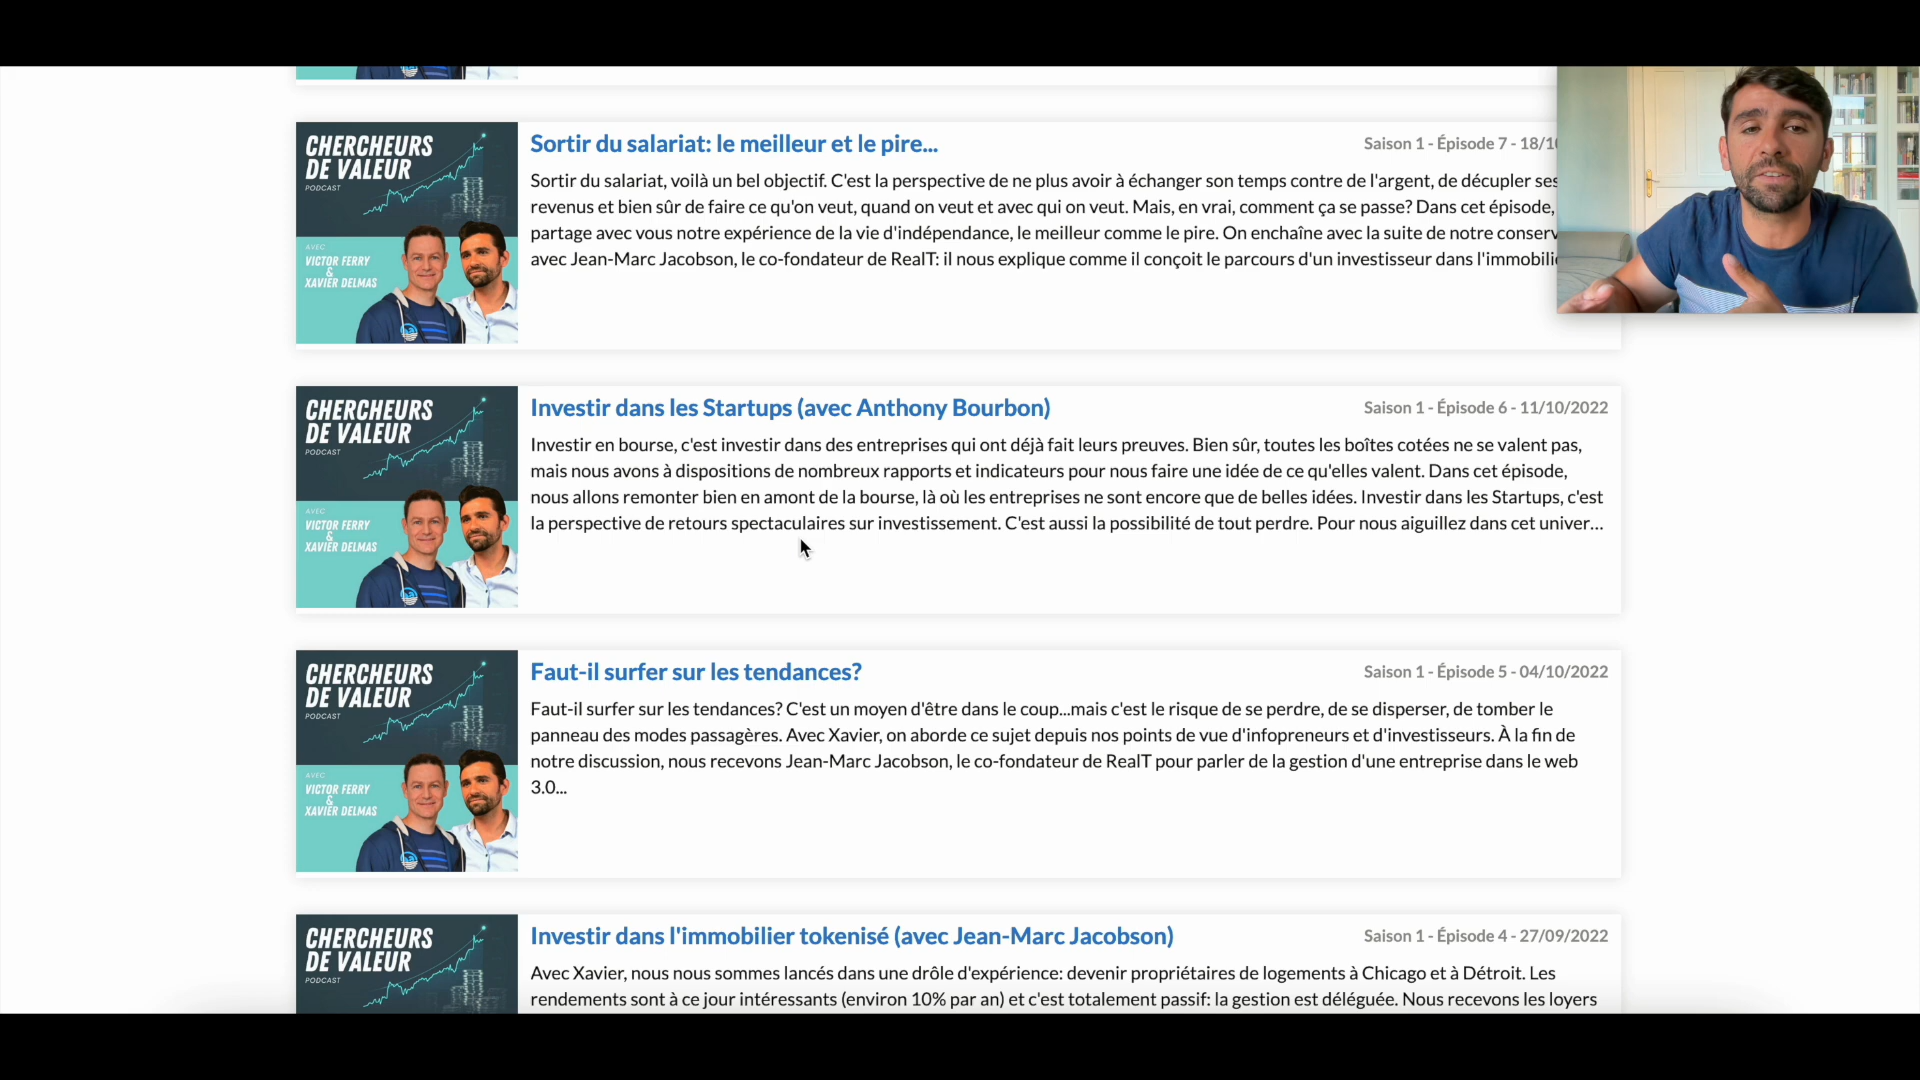 CHERCHEURS
DE VALEUR
PODCAST
AVEC
VICTOR FERRY
&
XAVIER DELMAS
Sortir du salariat: le meilleur et le pire...
Saison 1 - Épisode 7 - 18/1
Sortir du salariat, voilà un bel objectif. C'est la perspective de ne plus avoir à échanger son temps contre de l'argent, de décupler ses
revenus et bien sûr de faire ce qu'on veut, quand on veut et avec qui on veut. Mais, en vrai, comment ça se passe? Dans cet épisode,
partage avec vous notre expérience de la vie d'indépendance, le meilleur comme le pire. On enchaîne avec la suite de notre conserv
avec Jean-Marc Jacobson, le co-fondateur de RealT: il nous explique comme il conçoit le parcours d'un investisseur dans l'immobili
CHERCHEURS
DE VALEUR
PODCAST
AVEC
VICTOR FERRY
&
XAVIER DELMAS
Investir dans les Startups (avec Anthony Bourbon)
Saison 1 - Épisode 6 - 11/10/2022
Investir en bourse, c'est investir dans des entreprises qui ont déjà fait leurs preuves. Bien sûr, toutes les boîtes cotées ne se valent pas,
mais nous avons à dispositions de nombreux rapports et indicateurs pour nous faire une idée de ce qu'elles valent. Dans cet épisode,
nous allons remonter bien en amont de la bourse, là où les entreprises ne sont encore que de belles idées. Investir dans les Startups, c'est
la perspective de retours spectaculaires sur investissement. C'est aussi la possibilité de tout perdre. Pour nous aiguillez dans cet univer...
CHERCHEURS
DE VALEUR
PODCAST
AVEC
VICTOR FERRY
&
XAVIER DELMAS
Faut-il surfer sur les tendances?
Saison 1 - Épisode 5 - 04/10/2022
Faut-il surfer sur les tendances? C'est un moyen d'être dans le coup...mais c'est le risque de se perdre, de se disperser, de tomber le
panneau des modes passagères. Avec Xavier, on aborde ce sujet depuis nos points de vue d'infopreneurs et d'investisseurs. À la fin de
notre discussion, nous recevons Jean-Marc Jacobson, le co-fondateur de RealT pour parler de la gestion d'une entreprise dans le web
3.0...
CHERCHEURS
DE VALEUR
PODCAST
Investir dans l'immobilier tokenisé (avec Jean-Marc Jacobson)
Saison 1 - Épisode 4 - 27/09/2022
Avec Xavier, nous nous sommes lancés dans une drôle d'expérience: devenir propriétaires de logements à Chicago et à Détroit. Les
rendements sont à ce jour intéressants (environ 10% par an) et c'est totalement passif: la gestion est déléguée. Nous recevons les loyers